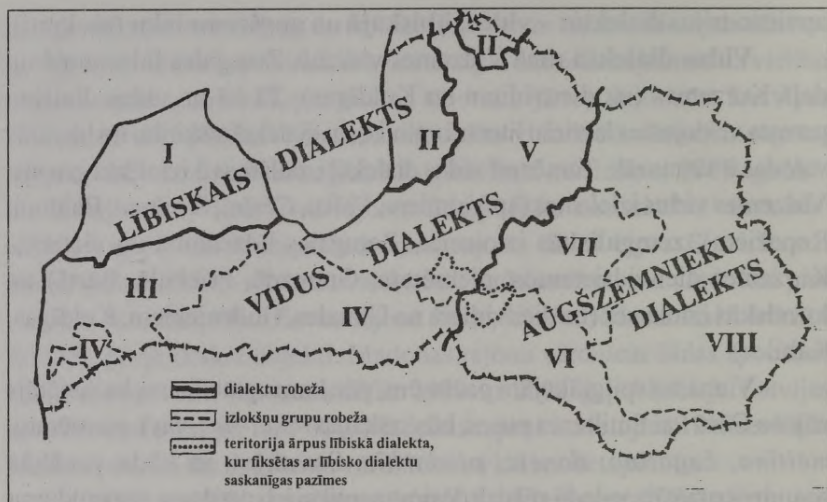 I
LĪBISKAIS DIALEKTS
II
II
V
III
VIDUS DIALEKTS
IV
IV
VII
AUGŠZEMNIEKU
DIALEKTS
VI
VIII
dialektu robeža
izlokšņu grupu robeža
teritorija ārpus lībiskā dialekta,
kur fiksētas ar lībisko dialektu
saskanīgas pazīmes